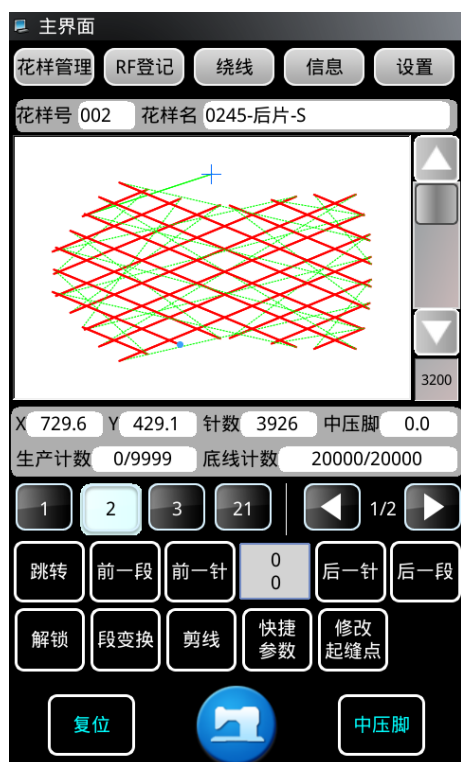 主界面
花样管理 RF登记 绕线 信息 设置
花样号 002 花样名 0245-后片-S
3200
X 729.6 Y 429.1 针数 3926 中压脚 0.0
生产计数 0/9999 底线计数 20000/20000
1 2 3 21 1/2
跳转 前一段 前一针 0 后一针 后一段
0
解锁 段变换 剪线 快捷 修改
参数 起缝点
复位 中压脚